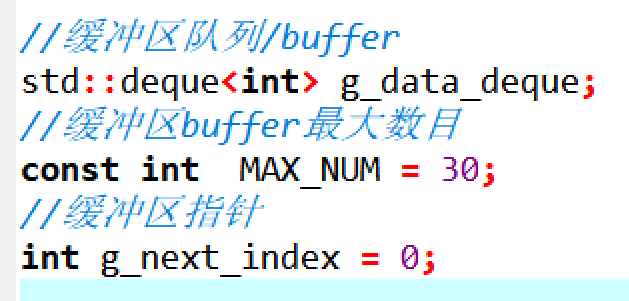 //缓冲区队列/buffer
std::deque<int> g_data_deque;
//缓冲区buffer最大数目
const int  MAX_NUM = 30;
//缓冲区指针
int g_next_index = 0;